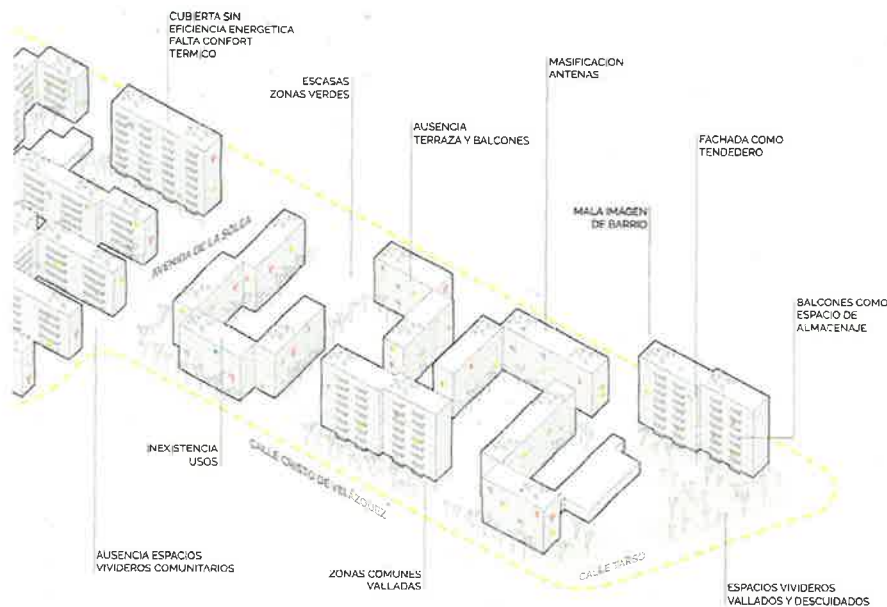 CUBIERTA SIN
EFICIENCIA ENERGÉTICA
FALTA CONFORT
TERMICO
ESCASAS
ZONAS VERDES
MASIFICACION
ANTENAS
AUSENCIA
TERRAZA Y BALCONES
FACHADA COMO
TENDEDERO
MALA IMAGEN
DE BARRIO
AVENIDA DE LA
BALCONES COMO
ESPACIO DE
ALMACENAJE
INEXISTENCIA
USOS
CALLE CRISTO DE VELÁZQUEZ
AUSENCIA ESPACIOS
VIVIDEROS COMUNITARIOS
ZONAS COMUNES
VALLADAS
CALLE TARSO
ESPACIOS VIVIDEROS
VALLADOS Y DESCUIDADOS